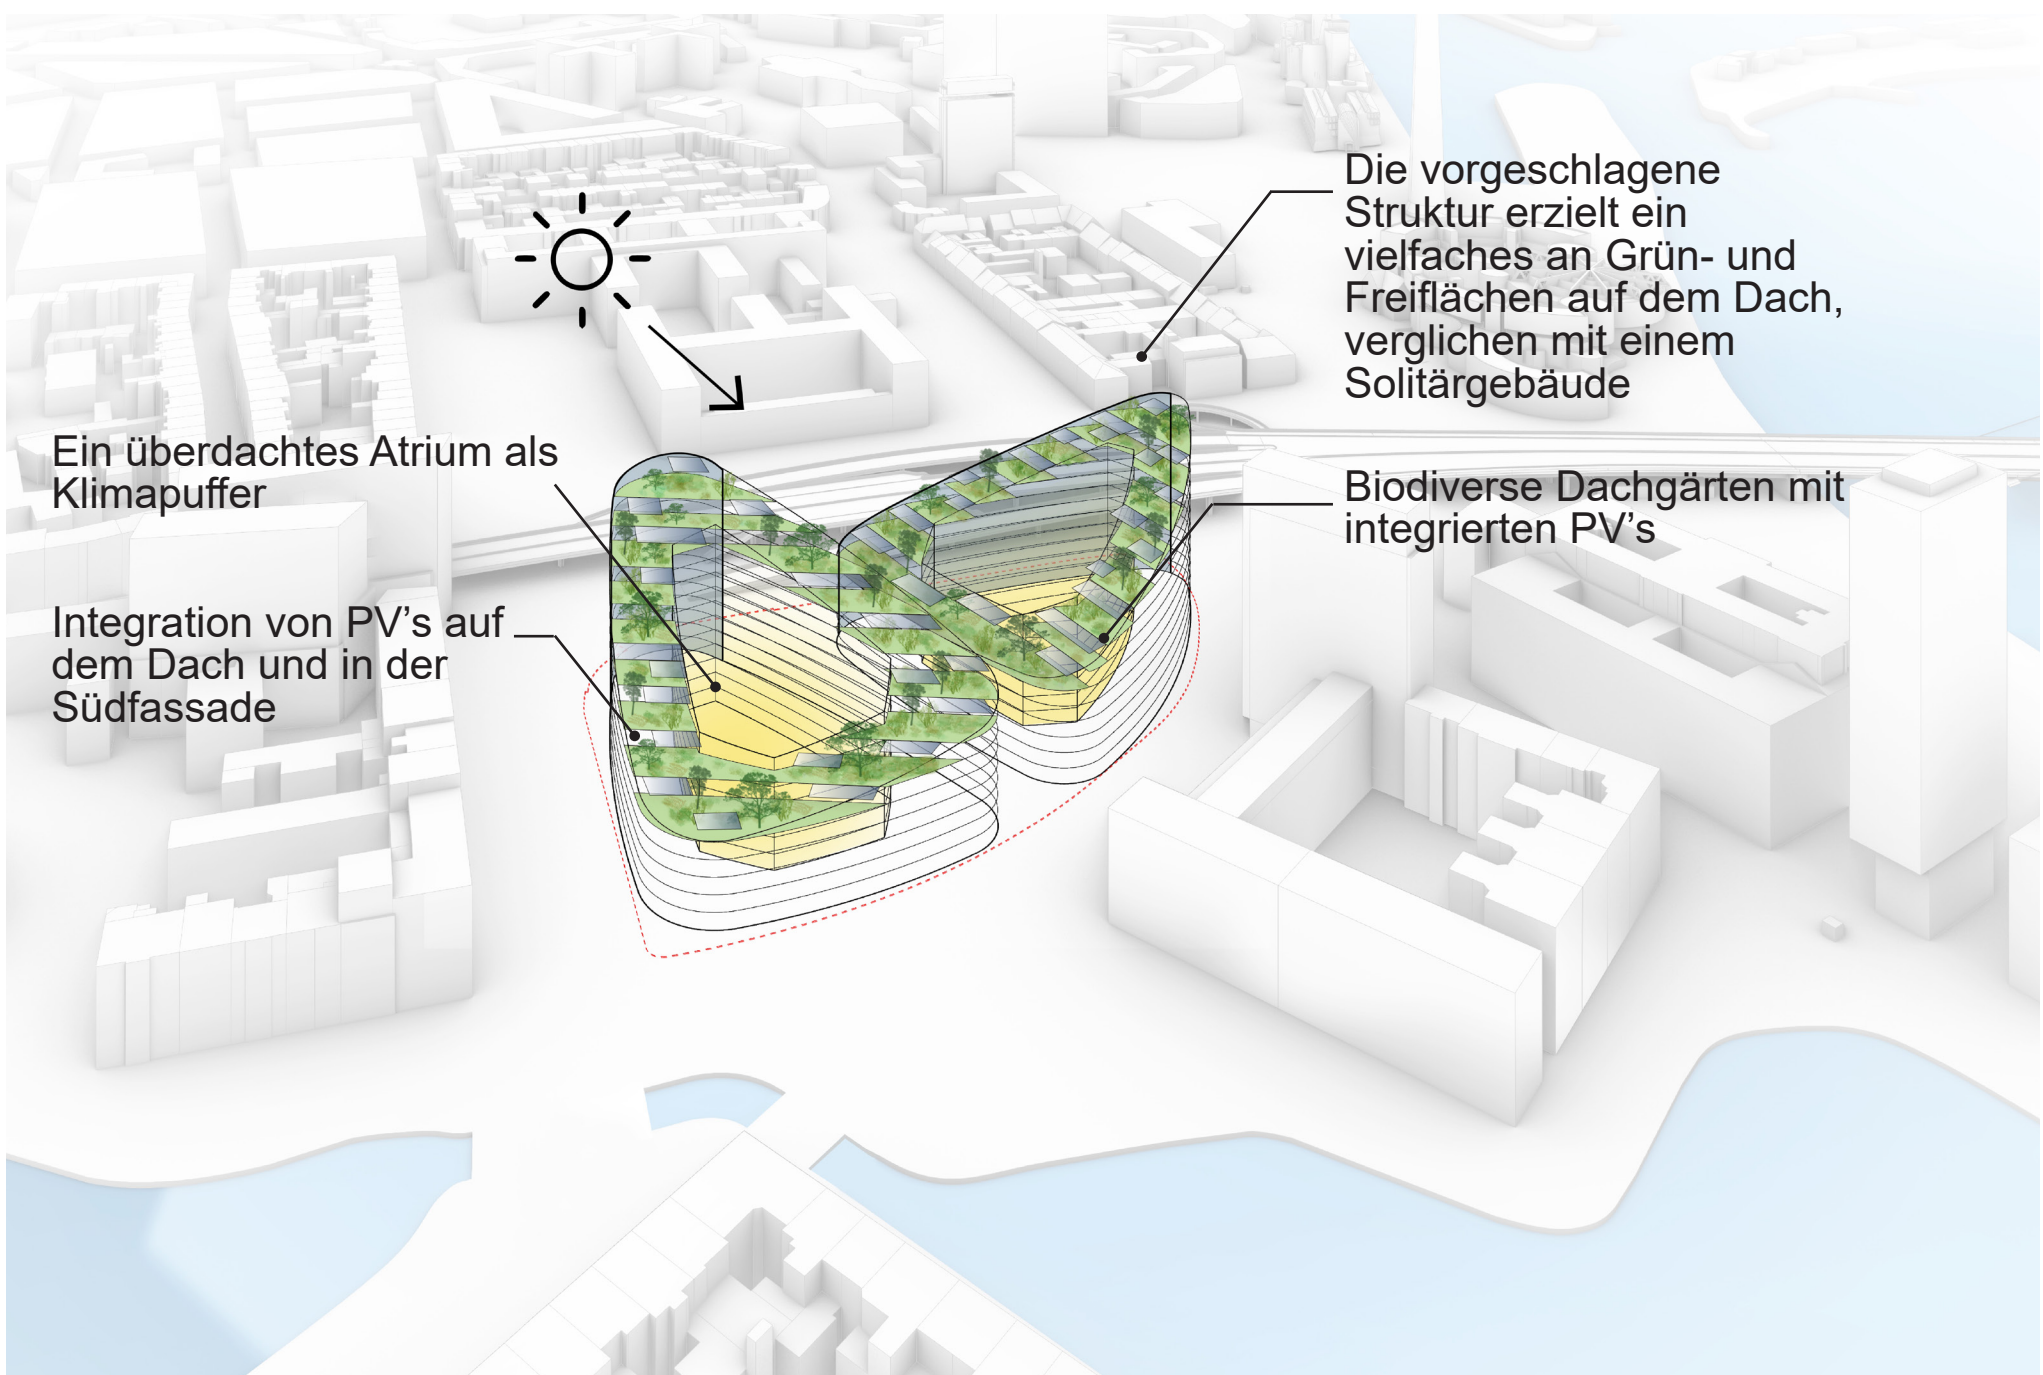 Die vorgeschlagene
Struktur erzielt ein
vielfaches an Grün- und
Freiflächen auf dem Dach,
verglichen mit einem
Solitärgebäude
Ein überdachtes Atrium als
Klimapuffer
Biodiverse Dachgärten mit
integrierten PV’s
Integration von PV’s auf
dem Dach und in der
Südfassade